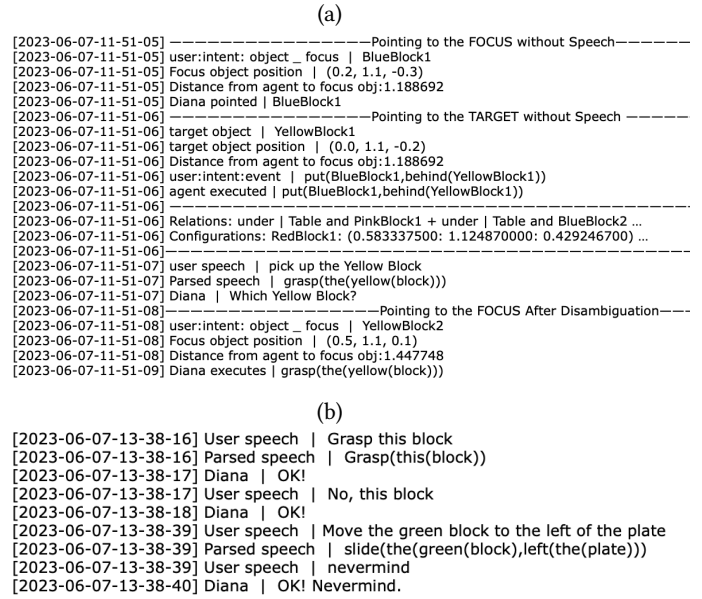 (a)
[2023-06-07-11-51-05] ————————————————Pointing to the FOCUS without Speech————
[2023-06-07-11-51-05] user:intent: object _ focus | BlueBlock1
[2023-06-07-11-51-05] Focus object position | (0.2, 1.1, -0.3)
[2023-06-07-11-51-05] Distance from agent to focus obj:1.188692
[2023-06-07-11-51-05] Diana pointed | BlueBlock1
[2023-06-07-11-51-06] ————————————————Pointing to the TARGET without Speech ————
[2023-06-07-11-51-06] target object | YellowBlock1
[2023-06-07-11-51-06] target object position | (0.0, 1.1, -0.2)
[2023-06-07-11-51-06] Distance from agent to focus obj:1.188692
[2023-06-07-11-51-06] user:intent:event | put(BlueBlock1,behind(YellowBlock1))
[2023-06-07-11-51-06] agent executed | put(BlueBlock1,behind(YellowBlock1))
[2023-06-07-11-51-06] ——————————————————————————————————————————
[2023-06-07-11-51-06] Relations: under | Table and PinkBlock1 + under | Table and BlueBlock2 ...
[2023-06-07-11-51-06] Configurations: RedBlock1: (0.583337500: 1.124870000: 0.429246700) ...
[2023-06-07-11-51-06]——————————————————————————————————————————
[2023-06-07-11-51-07] user speech | pick up the Yellow Block
[2023-06-07-11-51-07] Parsed speech | grasp(the(yellow(block)))
[2023-06-07-11-51-07] Diana | Which Yellow Block?
[2023-06-07-11-51-08]—————————————————Pointing to the FOCUS After Disambiguation———
[2023-06-07-11-51-08] user:intent: object _ focus | YellowBlock2
[2023-06-07-11-51-08] Focus object position | (0.5, 1.1, 0.1)
[2023-06-07-11-51-08] Distance from agent to focus obj:1.447748
[2023-06-07-11-51-09] Diana executes | grasp(the(yellow(block)))
(b)
[2023-06-07-13-38-16] User speech | Grasp this block
[2023-06-07-13-38-16] Parsed speech | Grasp(this(block))
[2023-06-07-13-38-17] Diana | OK!
[2023-06-07-13-38-17] User speech | No, this block
[2023-06-07-13-38-18] Diana | OK!
[2023-06-07-13-38-39] User speech | Move the green block to the left of the plate
[2023-06-07-13-38-39] Parsed speech | slide(the(green(block),left(the(plate)))
[2023-06-07-13-38-39] User speech | nevermind
[2023-06-07-13-38-40] Diana | OK! Nevermind.